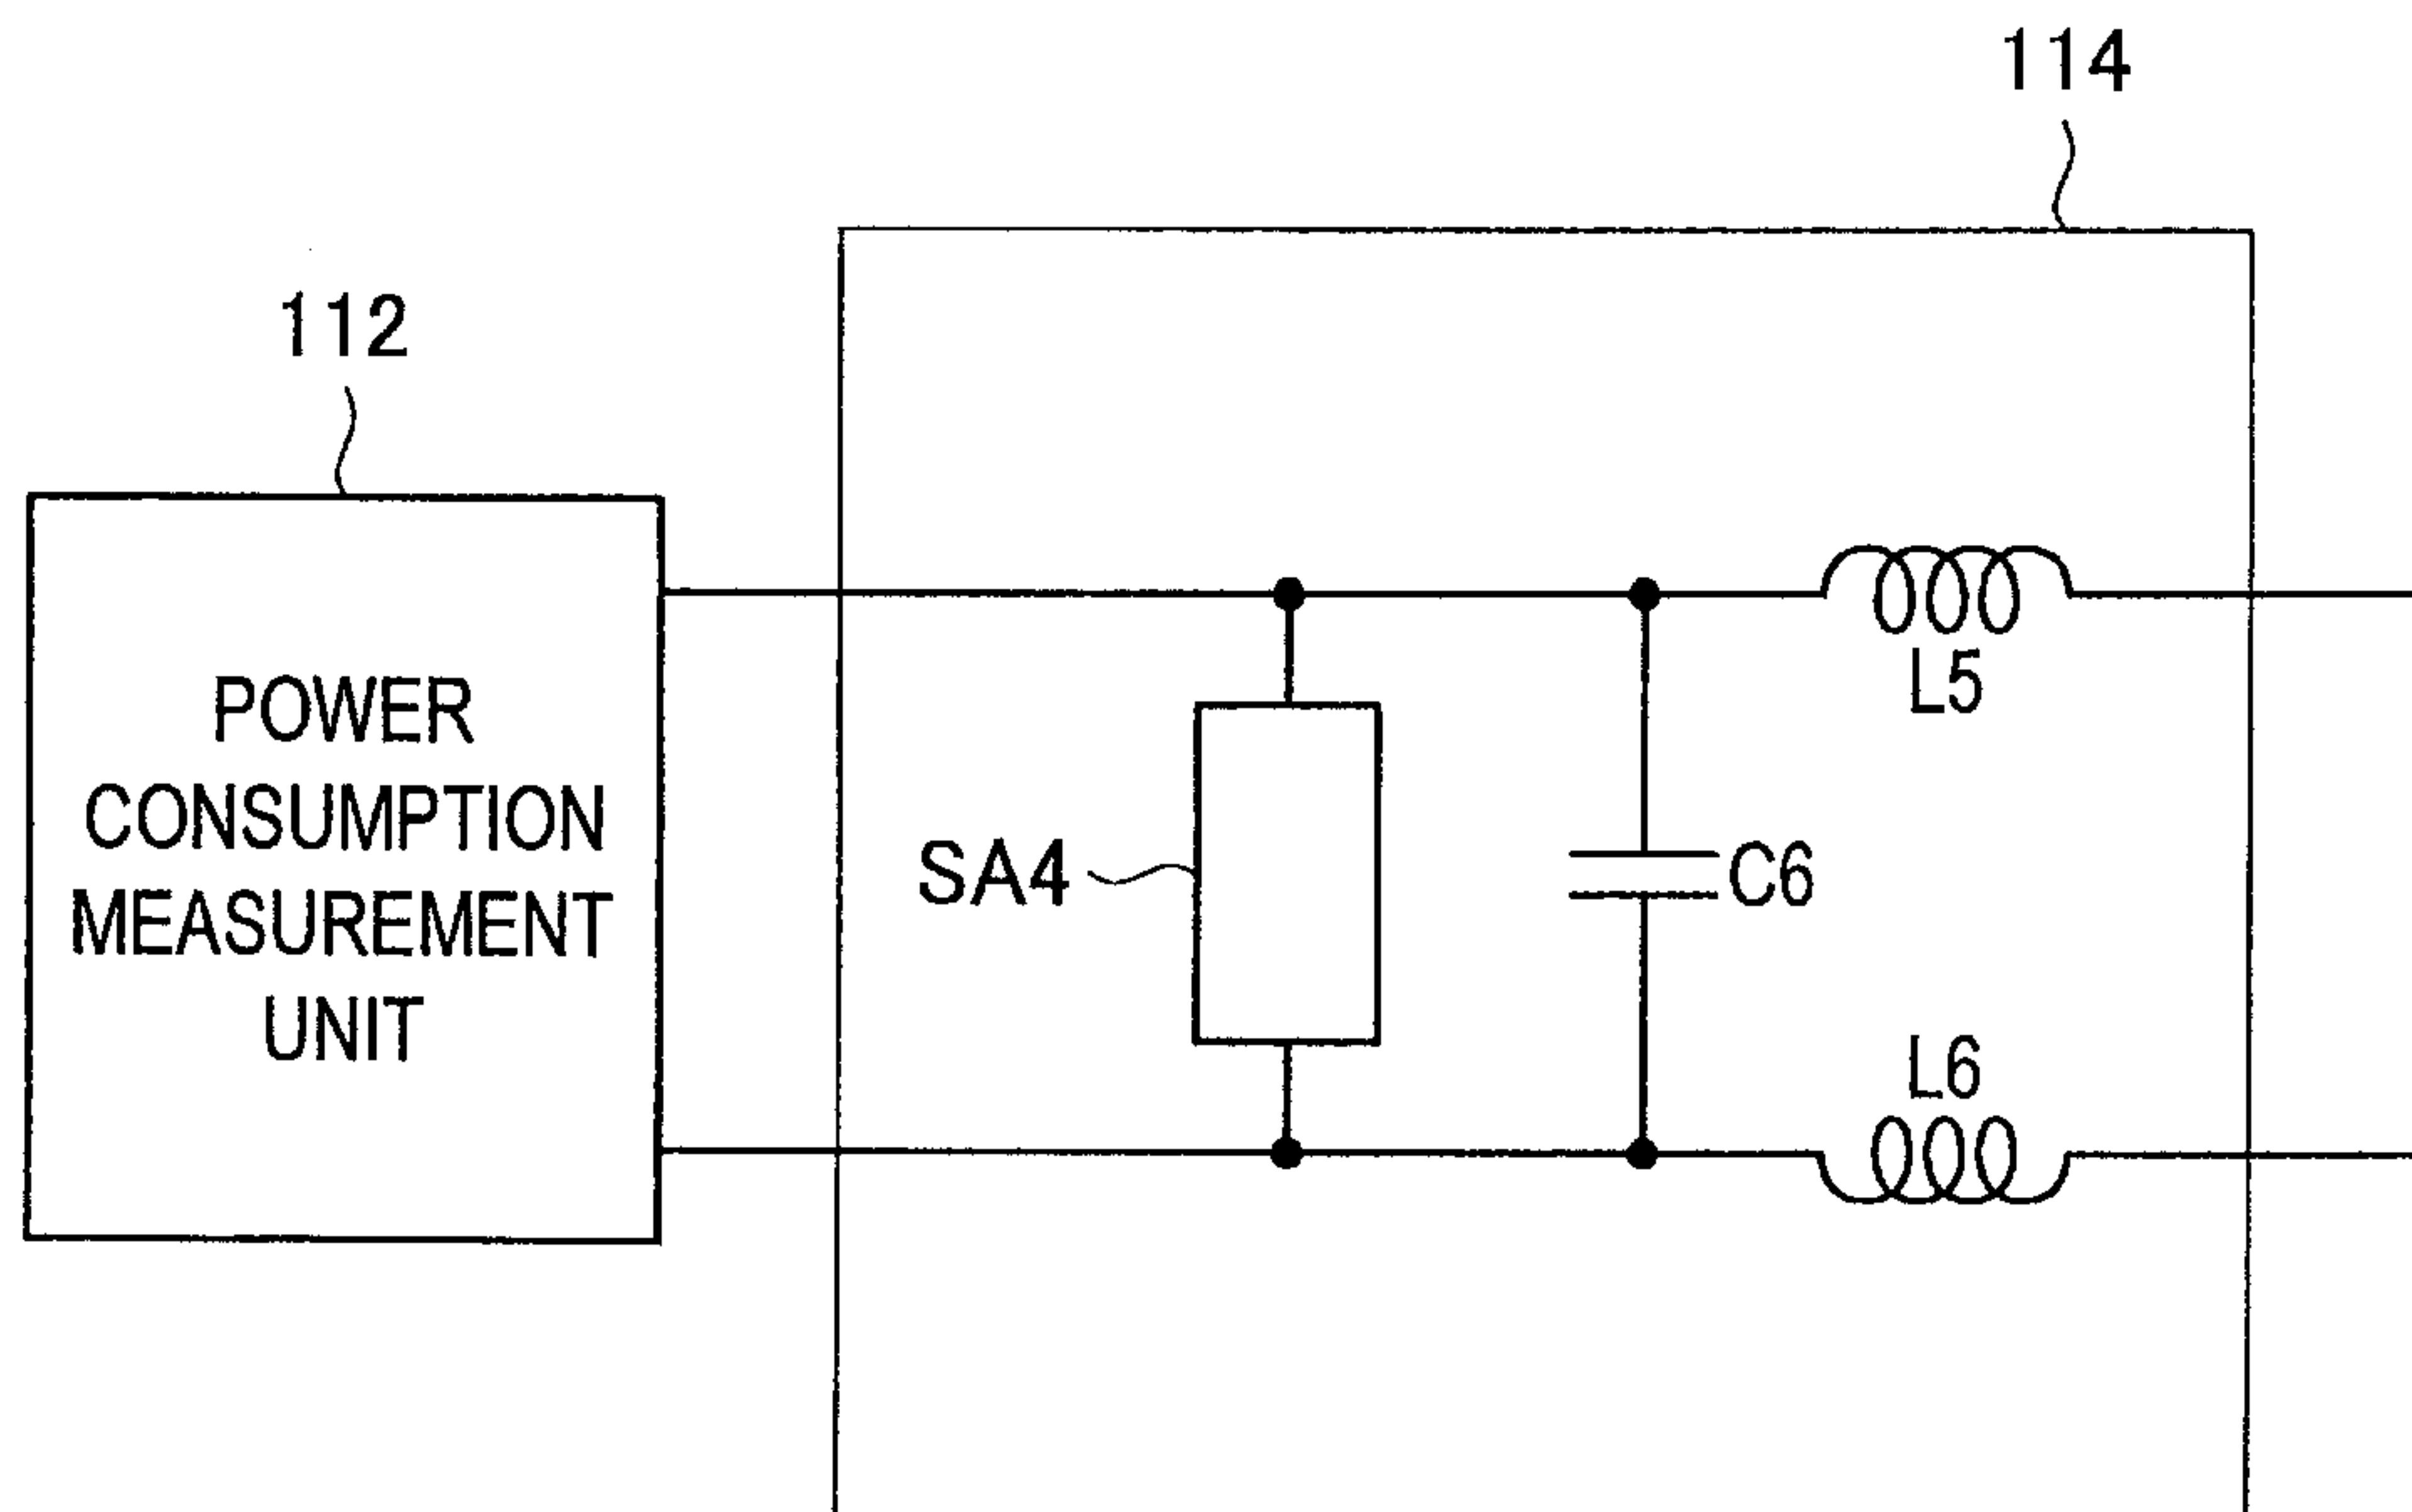 114
112
POWER
CONSUMPTION
MEASUREMENT
UNIT
SA4
C6
L5
L6